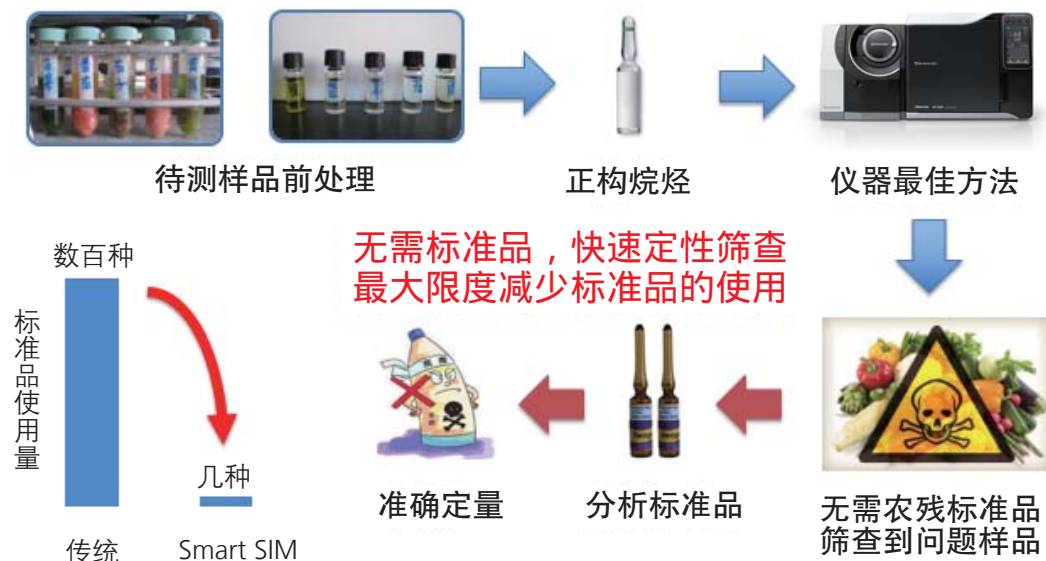 待测样品前处理
正构烷烃
仪器最佳方法
无需标准品，快速定性筛查
最大限度减少标准品的使用
标准品使用量
数百种
几种
传统
Smart SIM
准确定量
分析标准品
无需农残标准品
筛查到问题样品